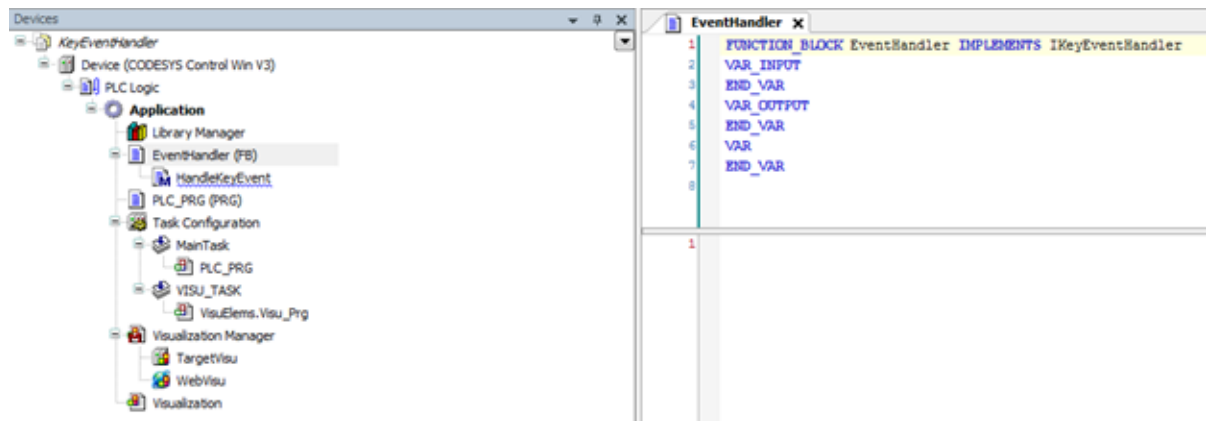 Devices
KeyEventHandler
Device (CODESYS Control Win V3)
PLC Logic
Application
Library Manager
EventHandler (FB)
HandleKeyEvent
PLC_PRG (PRG)
Task Configuration
MainTask
PLC_PRG
VISU_TASK
VisuElems.Visu_Prg
Visualization Manager
TargetVisu
WebVisu
Visualization
EventHandler
1 FUNCTION_BLOCK EventHandler IMPLEMENTS IKeyEventHandler
2 VAR_INPUT
3 END_VAR
4 VAR_OUTPUT
5 END_VAR
6 VAR
7 END_VAR
8
1